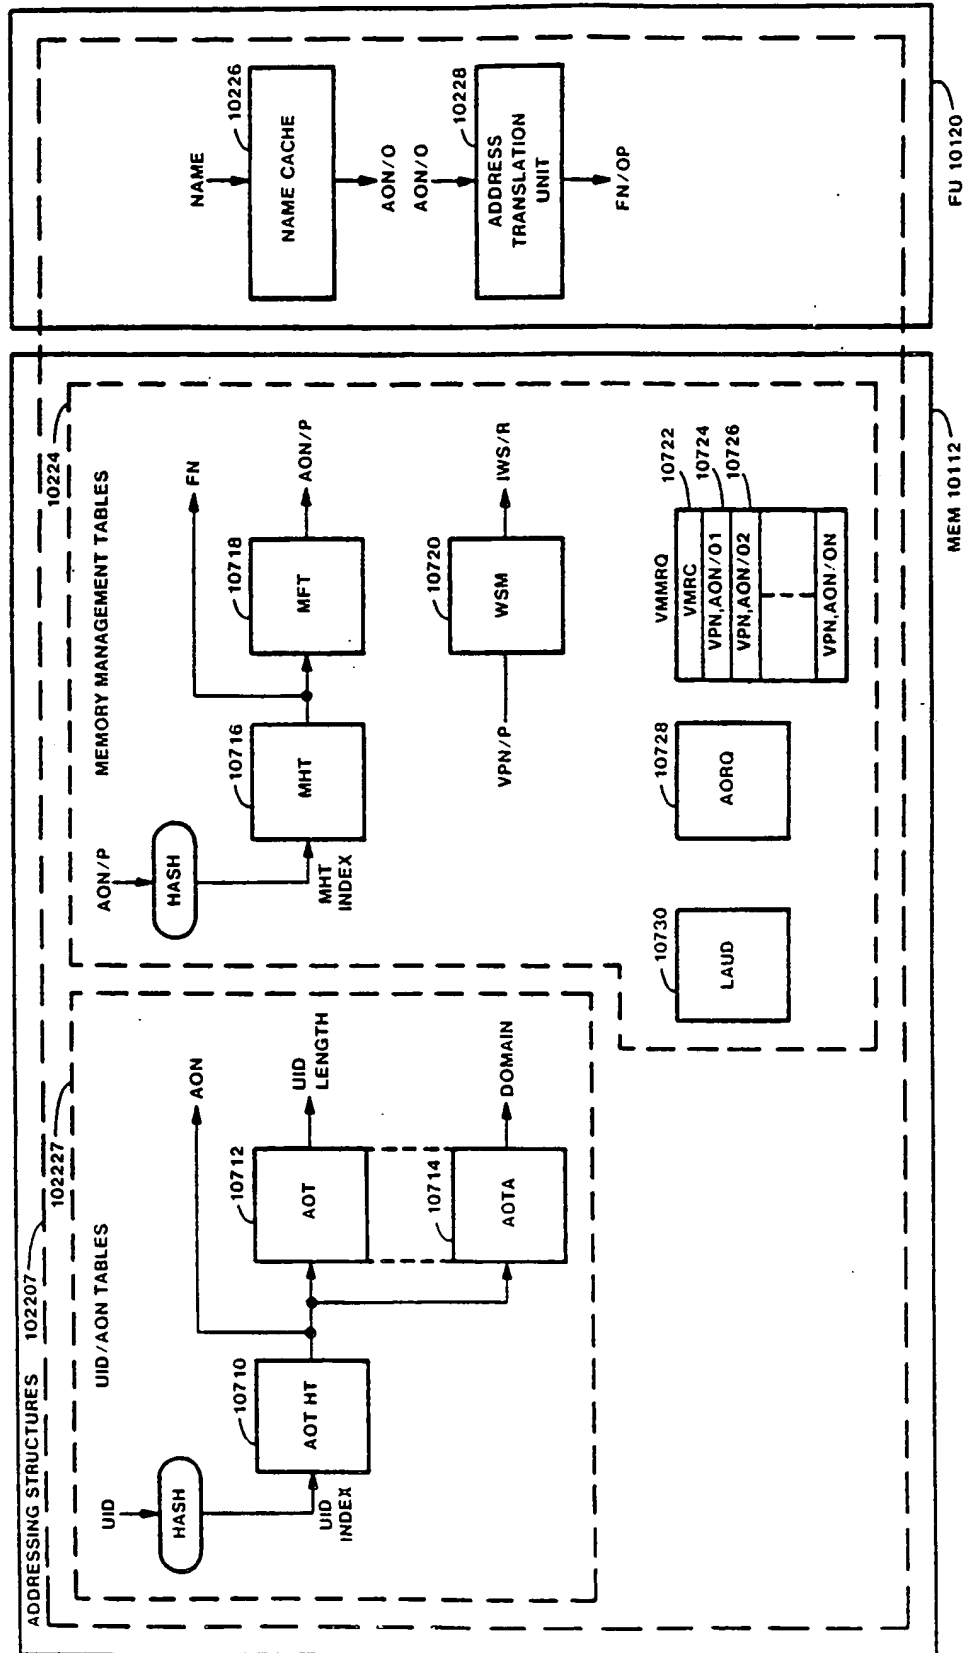 ADDRESSING STRUCTURES 102207
UID/AON TABLES
102227
UID
HASH
UID
INDEX
10710
AOT HT
AON
10712
AOT
UID
LENGTH
10714
AOTA
DOMAIN
MEMORY MANAGEMENT TABLES
10224
AON/P
HASH
MHT
INDEX
10716
MHT
FN
10718
MFT
AON/P
VPN/P
10720
WSM
IWS/R
10730
LAUD
10728
AORQ
VMMRQ
VMRC
10722
VPN,AON/O1
10724
VPN,AON/O2
10726
VPN,AON/ON
MEM 10112
NAME
10226
NAME CACHE
AON/O
AON/O
10228
ADDRESS
TRANSLATION
UNIT
FN/OP
FU 10120